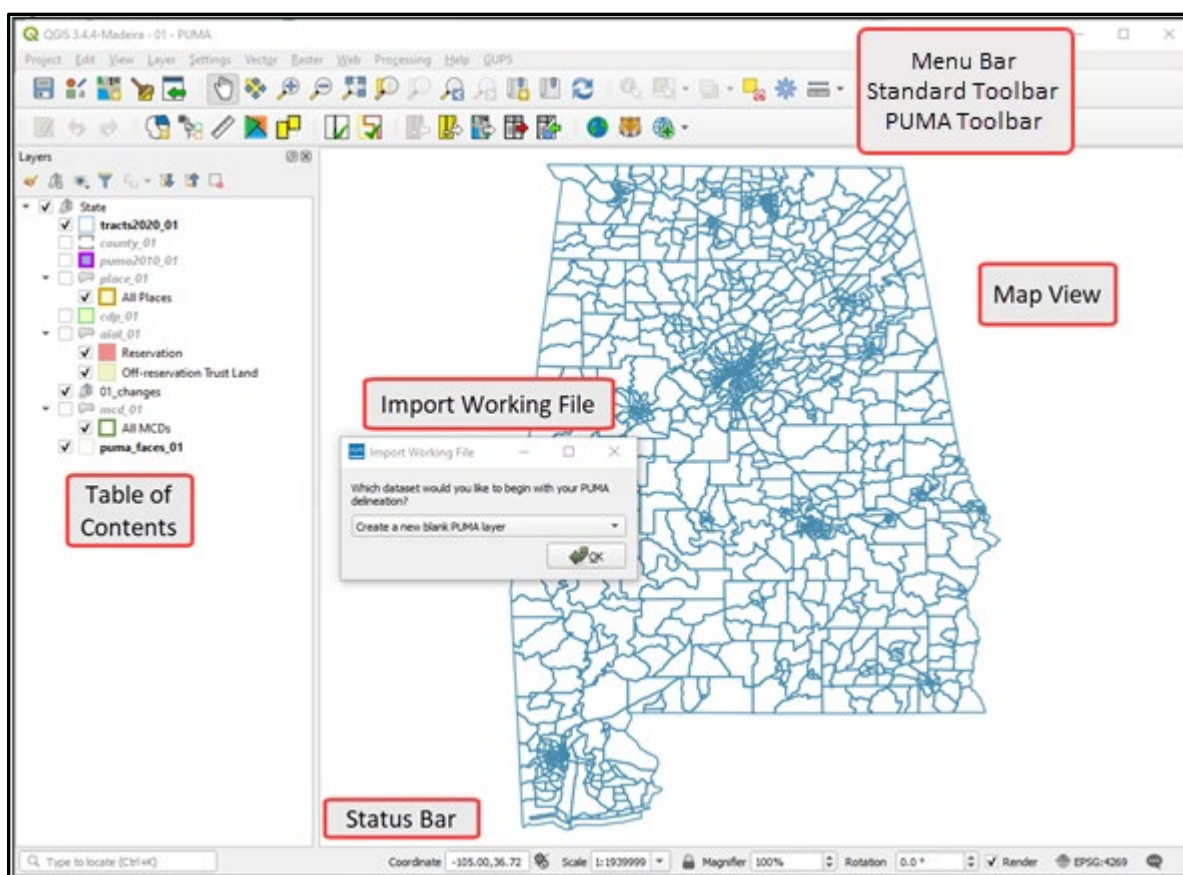 QGIS 3.4.4-Madeira - 01 - PUMA
Project Edit View Layer Settings Vector Raster Web Processing Help GUPS
Menu Bar
Standard Toolbar
PUMA Toolbar
Layers
State
tracts2020_01
county_01
puma2010_01
place_01
All Places
cdp_01
aial_01
Reservation
Off-reservation Trust Land
01_changes
mcd_01
All MCDs
puma_faces_01
Table of
Contents
Map View
Import Working File
Import Working File
Which dataset would you like to begin with your PUMA
delineation?
Create a new blank PUMA layer
OK
Status Bar
Type to locate (Ctrl+K) Coordinate -105.00,36.72 Scale 1:1939999 Magnifier 100% Rotation 0.0 ° Render EPSG:4269